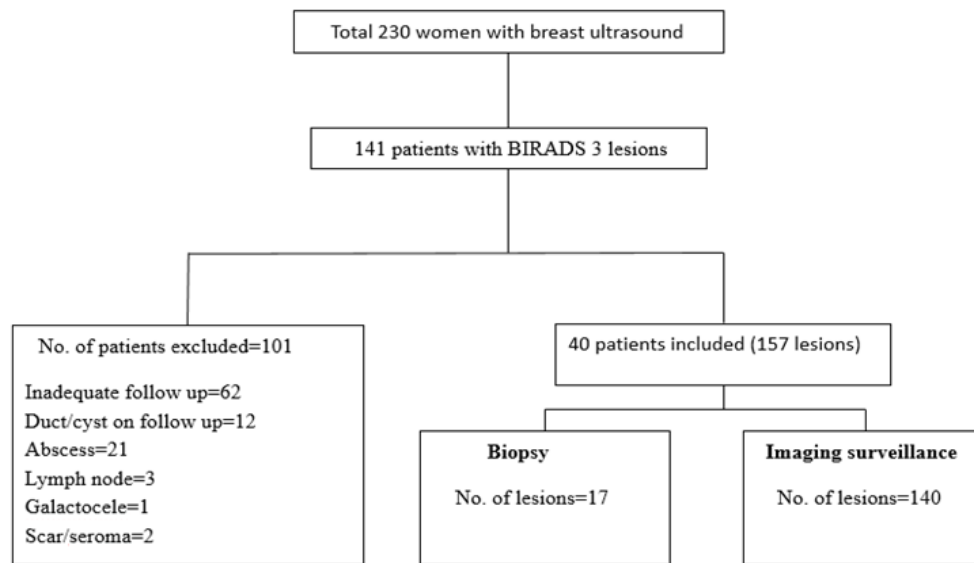 Total 230 women with breast ultrasound
141 patients with BIRADS 3 lesions
No. of patients excluded=101
Inadequate follow up=62
Duct/cyst on follow up=12
Abscess=21
Lymph node=3
Galactocele=1
Scar/seroma=2
40 patients included (157 lesions)
Biopsy
No. of lesions=17
Imaging surveillance
No. of lesions=140